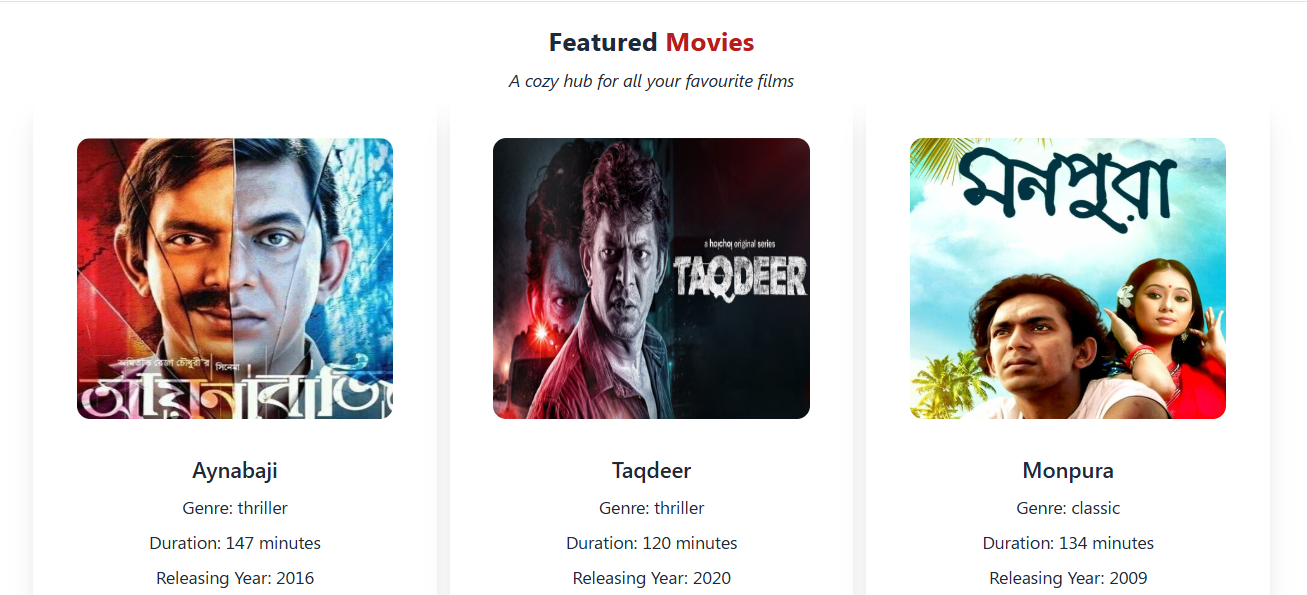 Featured Movies
A cozy hub for all your favourite films
অমিতাভ রেজা চৌধুরী'র সিনেমা
আয়নাবাজি
a hoichoi original series
TAQDEER
মনপুরা
Aynabaji
Genre: thriller
Duration: 147 minutes
Releasing Year: 2016
Taqdeer
Genre: thriller
Duration: 120 minutes
Releasing Year: 2020
Monpura
Genre: classic
Duration: 134 minutes
Releasing Year: 2009